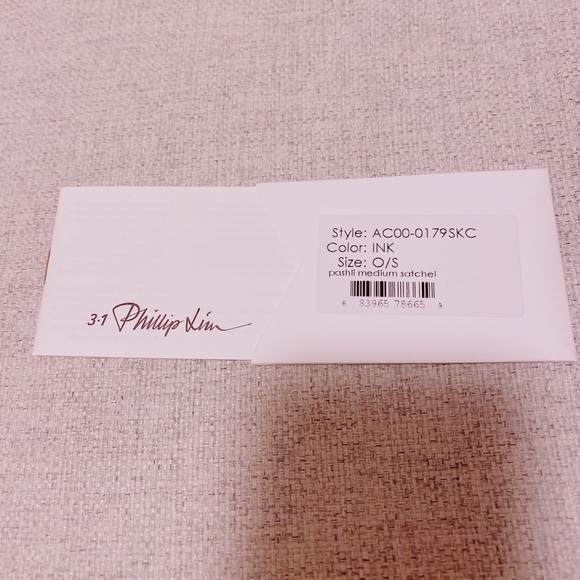 3.1 Phillip Lim
Style: AC00-0179SKC
Color: INK
Size: O/S
pashli medium satchel
8 83965 78665 9